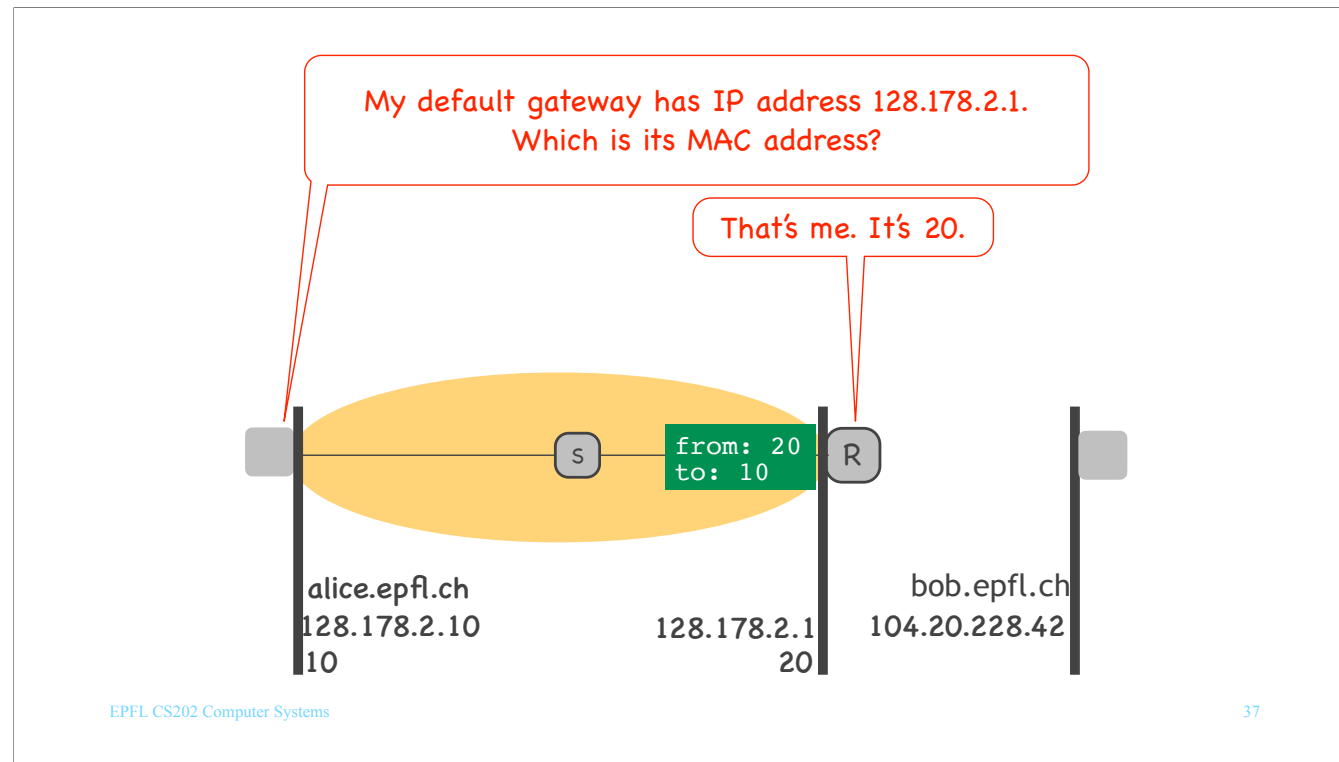 My default gateway has IP address 128.178.2.1.
Which is its MAC address?
That's me. It's 20.
s
from: 20
to: 10
R
alice.epfl.ch
128.178.2.10
10
128.178.2.1
20
bob.epfl.ch
104.20.228.42
EPFL CS202 Computer Systems
37